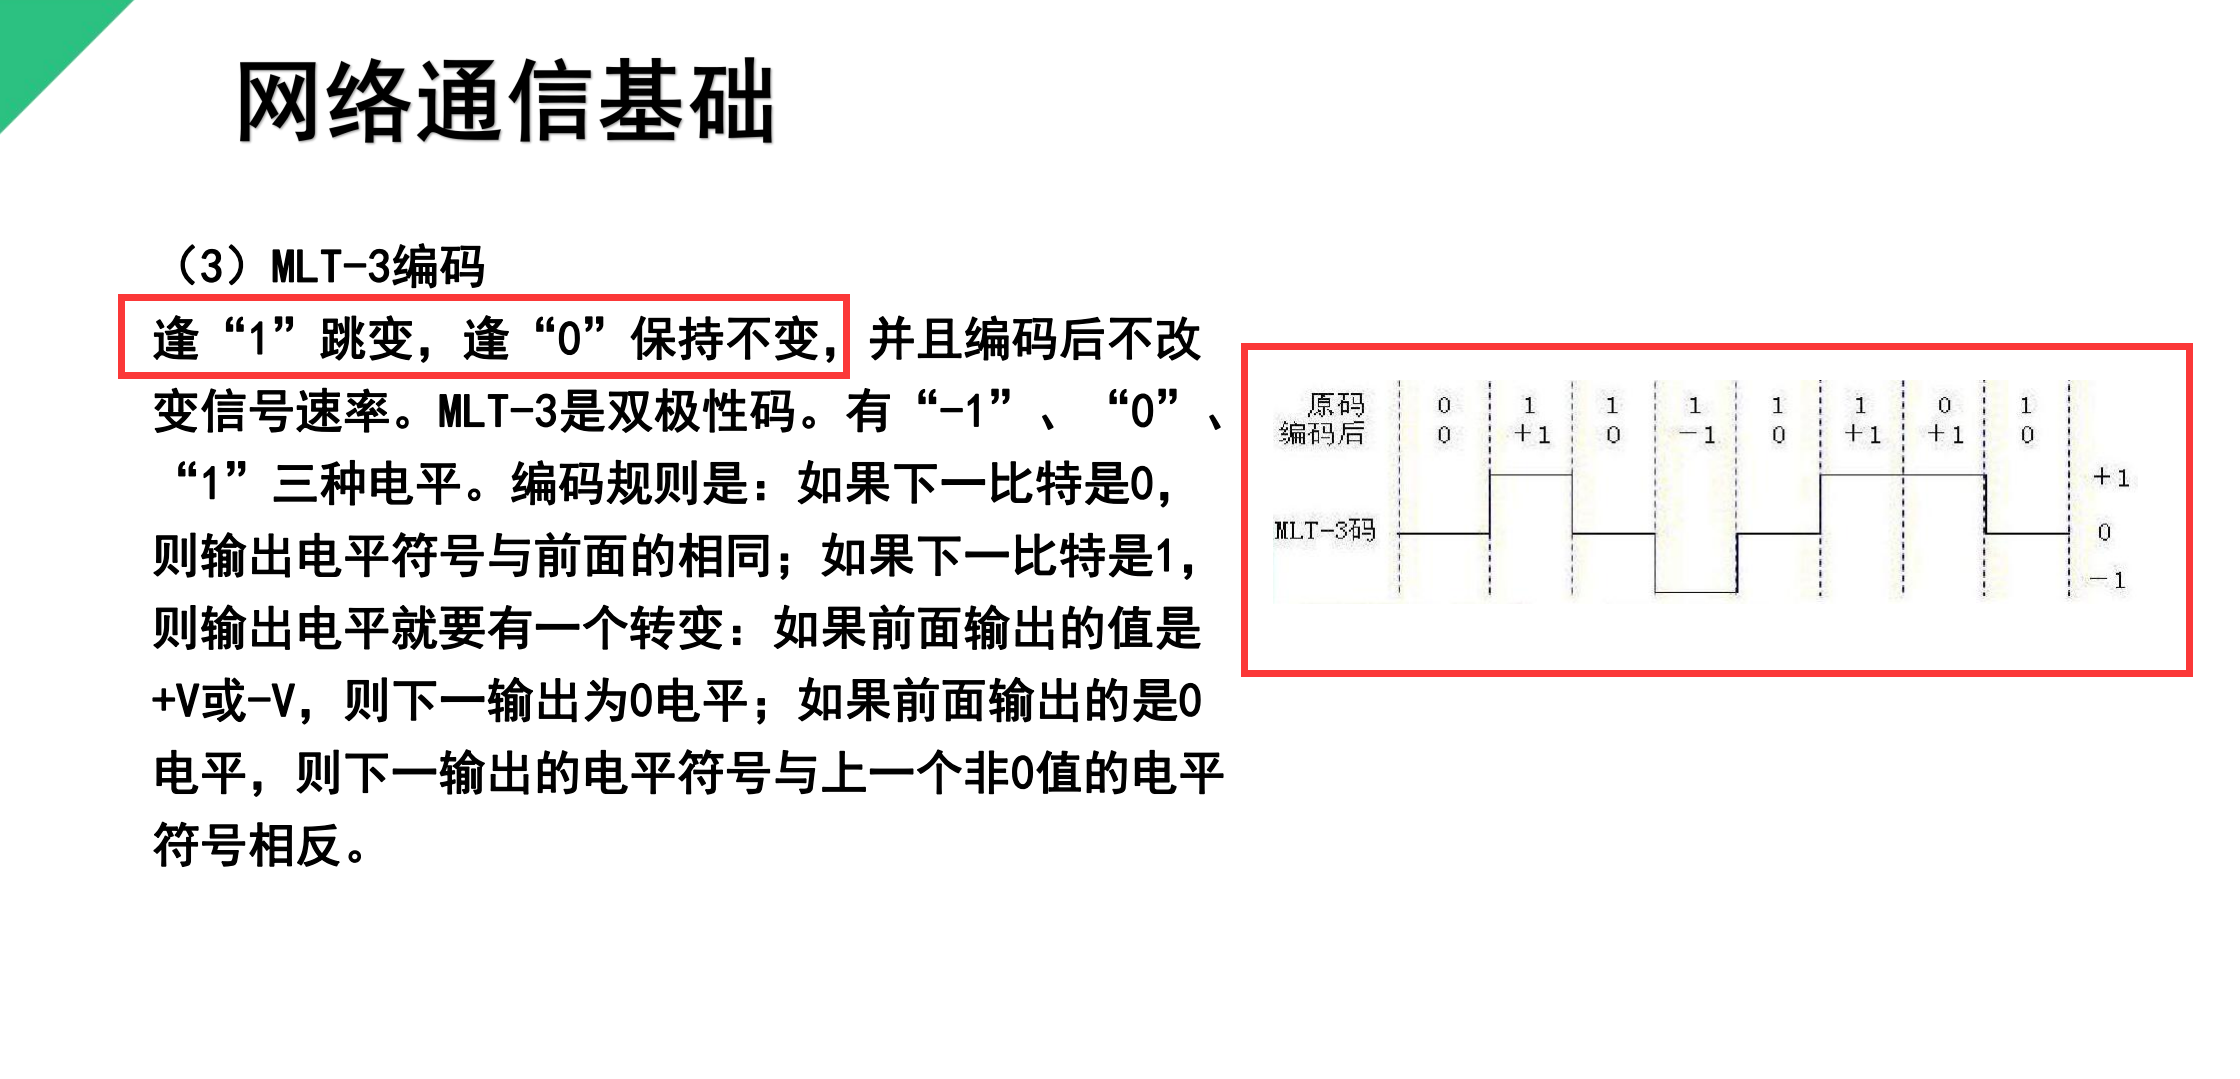 网络通信基础
（3）MLT-3编码
逢“1”跳变，逢“0”保持不变，并且编码后不改
变信号速率。MLT-3是双极性码。有“-1”、“0”、
“1”三种电平。编码规则是：如果下一比特是0，
则输出电平符号与前面的相同；如果下一比特是1，
则输出电平就要有一个转变：如果前面输出的值是
+V或-V，则下一输出为0电平；如果前面输出的是0
电平，则下一输出的电平符号与上一个非0值的电平
符号相反。
原码 0 1 1 1 1 1 0 1
编码后 0 +1 0 -1 0 +1 +1 0
+1
MLT-3码 0
-1